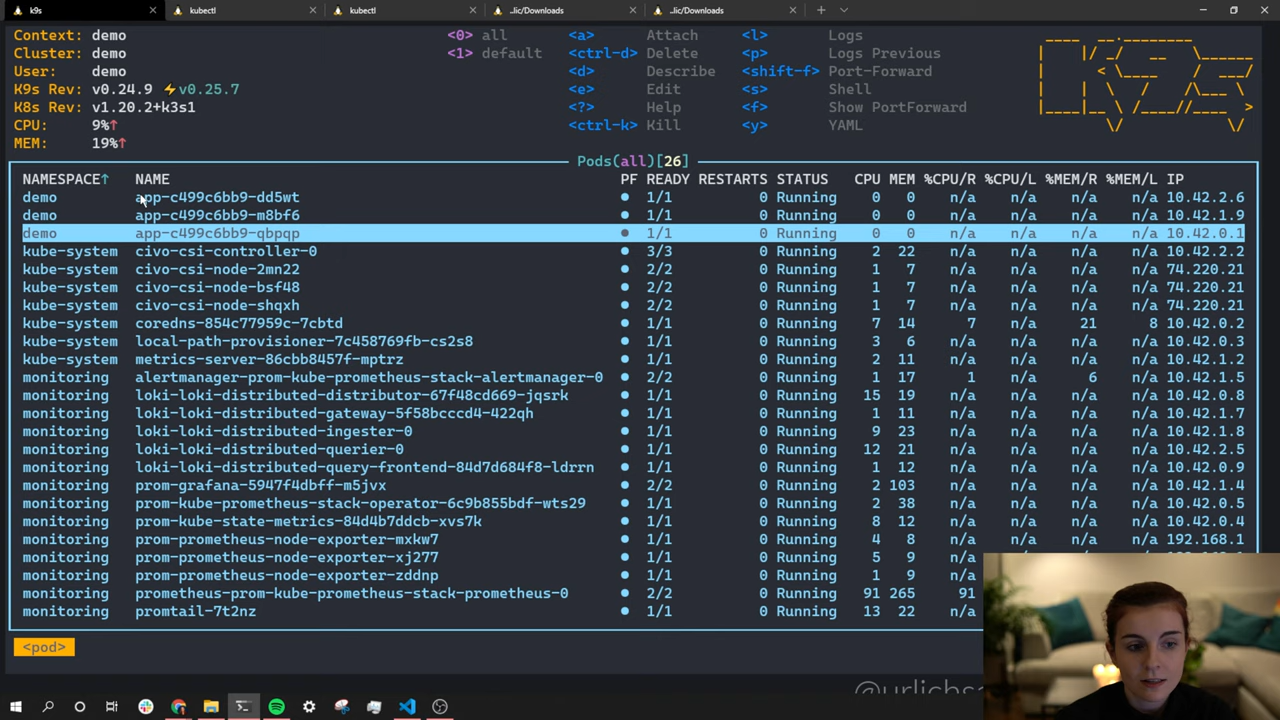 k9s kubectl kubectl ../ic/Downloads ../ic/Downloads
Context: demo <0> all <a> Attach <l> Logs
Cluster: demo <1> default <ctrl-d> Delete <p> Logs Previous
User: demo <d> Describe <shift-f> Port-Forward
K9s Rev: v0.24.9 ⚡v0.25.7 <e> Edit <s> Shell
K8s Rev: v1.20.2+k3s1 <?> Help <f> Show PortForward
CPU: 9%↑ <ctrl-k> Kill <y> YAML
MEM: 19%↑
Pods(all)[26]
NAMESPACE↑ NAME PF READY RESTARTS STATUS CPU MEM %CPU/R %CPU/L %MEM/R %MEM/L IP
demo app-c499c6bb9-dd5wt ● 1/1 0 Running 0 0 n/a n/a n/a n/a 10.42.2.6
demo app-c499c6bb9-m8bf6 ● 1/1 0 Running 0 0 n/a n/a n/a n/a 10.42.1.9
demo app-c499c6bb9-qbpqp ● 1/1 0 Running 0 0 n/a n/a n/a n/a 10.42.0.1
kube-system civo-csi-controller-0 ● 3/3 0 Running 2 22 n/a n/a n/a n/a 10.42.2.2
kube-system civo-csi-node-2mn22 ● 2/2 0 Running 1 7 n/a n/a n/a n/a 74.220.21
kube-system civo-csi-node-bsf48 ● 2/2 0 Running 1 7 n/a n/a n/a n/a 74.220.21
kube-system civo-csi-node-shqxh ● 2/2 0 Running 1 7 n/a n/a n/a n/a 74.220.21
kube-system coredns-854c77959c-7cbtd ● 1/1 0 Running 7 14 7 n/a 21 8 10.42.0.2
kube-system local-path-provisioner-7c458769fb-cs2s8 ● 1/1 0 Running 3 6 n/a n/a n/a n/a 10.42.0.3
kube-system metrics-server-86cbb8457f-mptrz ● 1/1 0 Running 2 11 n/a n/a n/a n/a 10.42.1.2
monitoring alertmanager-prom-kube-prometheus-stack-alertmanager-0 ● 2/2 0 Running 1 17 1 n/a 6 n/a 10.42.1.5
monitoring loki-loki-distributed-distributor-67f48cd669-jqsrk ● 1/1 0 Running 15 19 n/a n/a n/a n/a 10.42.0.8
monitoring loki-loki-distributed-gateway-5f58bcccd4-422qh ● 1/1 0 Running 1 11 n/a n/a n/a n/a 10.42.1.7
monitoring loki-loki-distributed-ingester-0 ● 1/1 0 Running 9 23 n/a n/a n/a n/a 10.42.1.8
monitoring loki-loki-distributed-querier-0 ● 1/1 0 Running 12 21 n/a n/a n/a n/a 10.42.2.5
monitoring loki-loki-distributed-query-frontend-84d7d684f8-ldrrn ● 1/1 0 Running 1 12 n/a n/a n/a n/a 10.42.0.9
monitoring prom-grafana-5947f4dbff-m5jvx ● 2/2 0 Running 2 103 n/a n/a n/a n/a 10.42.1.4
monitoring prom-kube-prometheus-stack-operator-6c9b855bdf-wts29 ● 1/1 0 Running 2 38 n/a n/a n/a n/a 10.42.0.5
monitoring prom-kube-state-metrics-84d4b7ddcb-xvs7k ● 1/1 0 Running 8 12 n/a n/a n/a n/a 10.42.0.4
monitoring prom-prometheus-node-exporter-mxkw7 ● 1/1 0 Running 4 8 n/a n/a n/a n/a 192.168.1
monitoring prom-prometheus-node-exporter-xj277 ● 1/1 0 Running 5 9 n/a
monitoring prom-prometheus-node-exporter-zddnp ● 1/1 0 Running 1 9 n/a
monitoring prometheus-prom-kube-prometheus-stack-prometheus-0 ● 2/2 0 Running 91 265 91
monitoring promtail-7t2nz ● 1/1 0 Running 13 22 n/a
<pod>